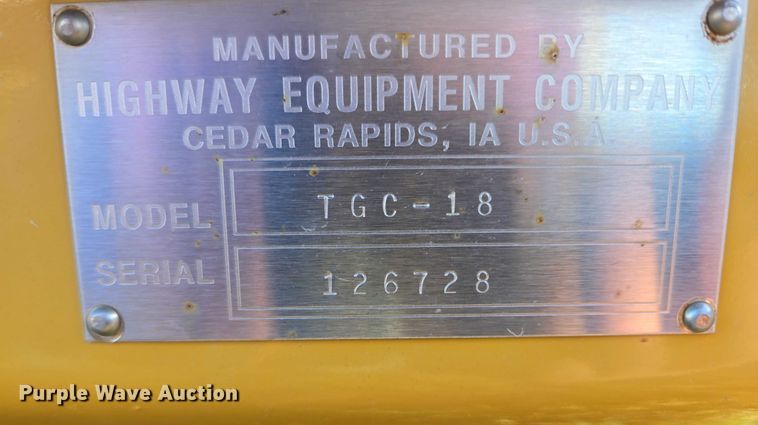 MANUFACTURED BY
HIGHWAY EQUIPMENT COMPANY
CEDAR RAPIDS, IA U.S.A.
MODEL TGC-18
SERIAL 126728
Purple Wave Auction